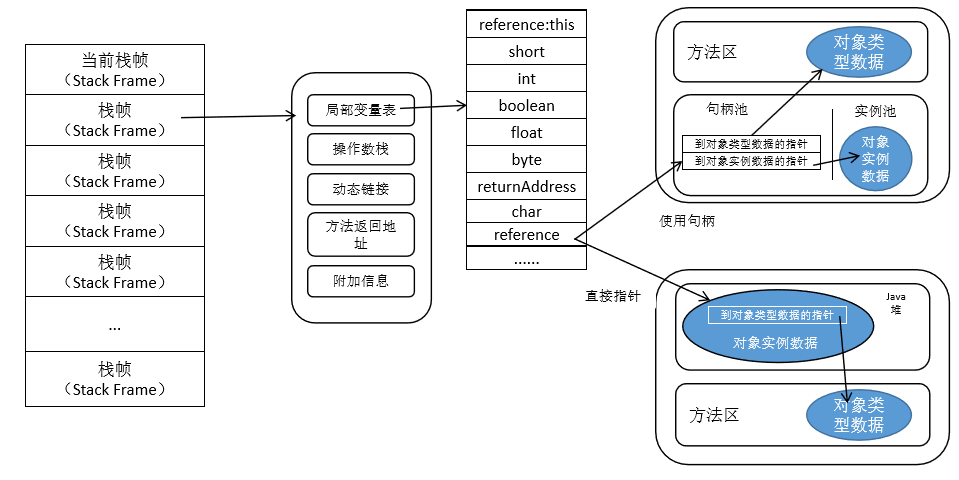 当前栈帧
（Stack Frame）
栈帧
（Stack Frame）
栈帧
（Stack Frame）
栈帧
（Stack Frame）
栈帧
（Stack Frame）
...
栈帧
（Stack Frame）
局部变量表
操作数栈
动态链接
方法返回地
址
附加信息
reference:this
short
int
boolean
float
byte
returnAddress
char
reference
......
使用句柄
直接指针
方法区
对象类
型数据
句柄池
实例池
到对象类型数据的指针
到对象实例数据的指针
对象
实例
数据
Java
堆
到对象类型数据的指针
对象实例数据
方法区
对象类
型数据